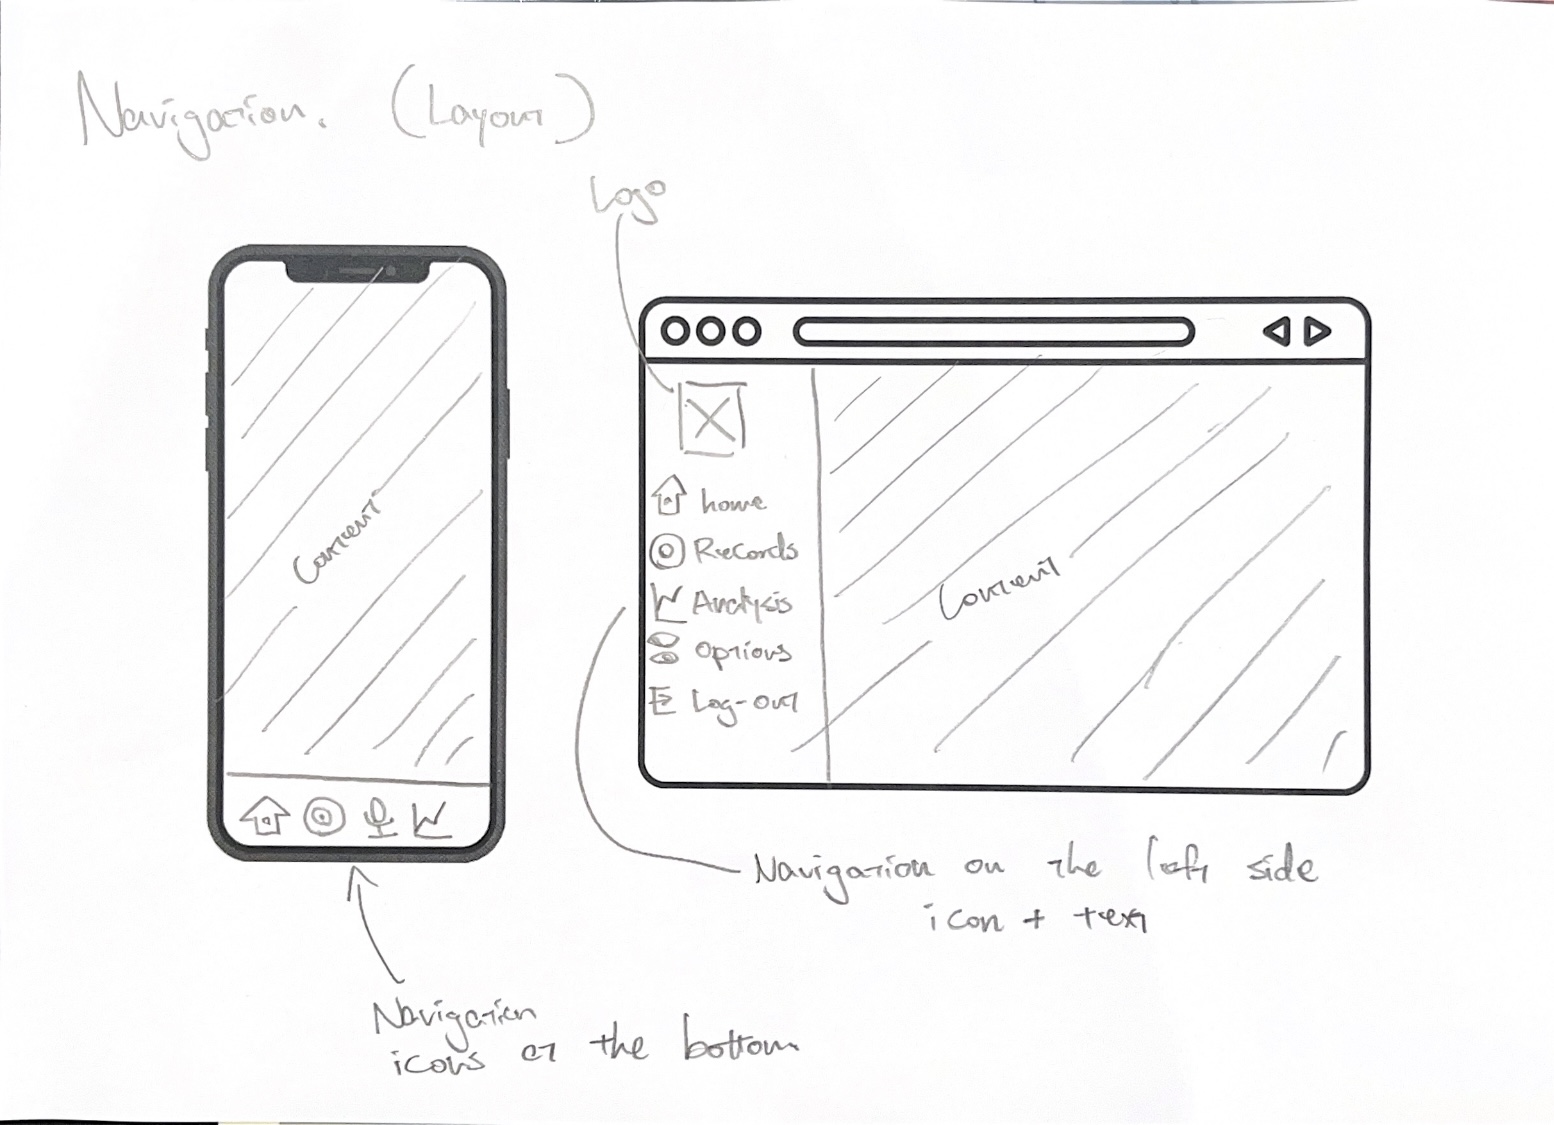 Navigation. (Layout)
Logo
Content
home
Records
Analysis
Options
Log-out
Content
Navigation on the left side
icon + text
Navigation
icons at the bottom